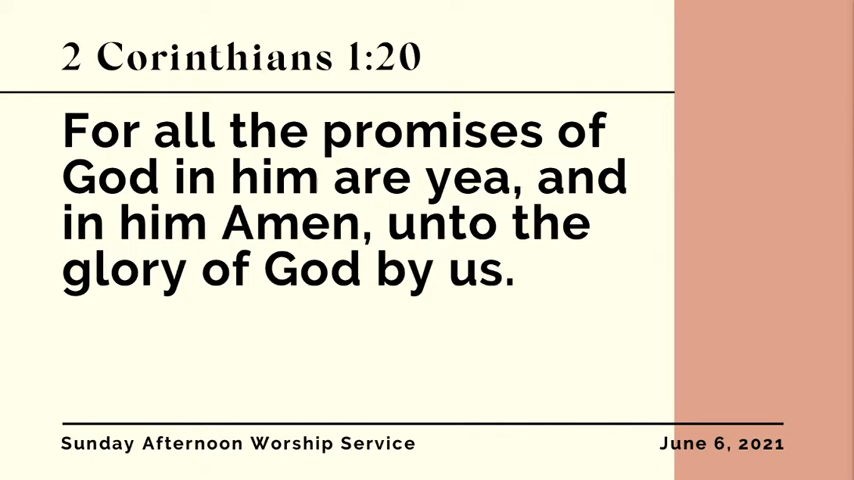 2 Corinthians 1:20
For all the promises of
God in him are yea, and
in him Amen, unto the
glory of God by us.
Sunday Afternoon Worship Service
June 6, 2021